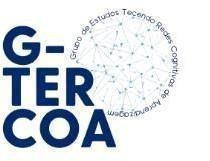 G-
TER
COA
Grupo de Estudos Tecendo Redes Cognitivas de Aprendizagem